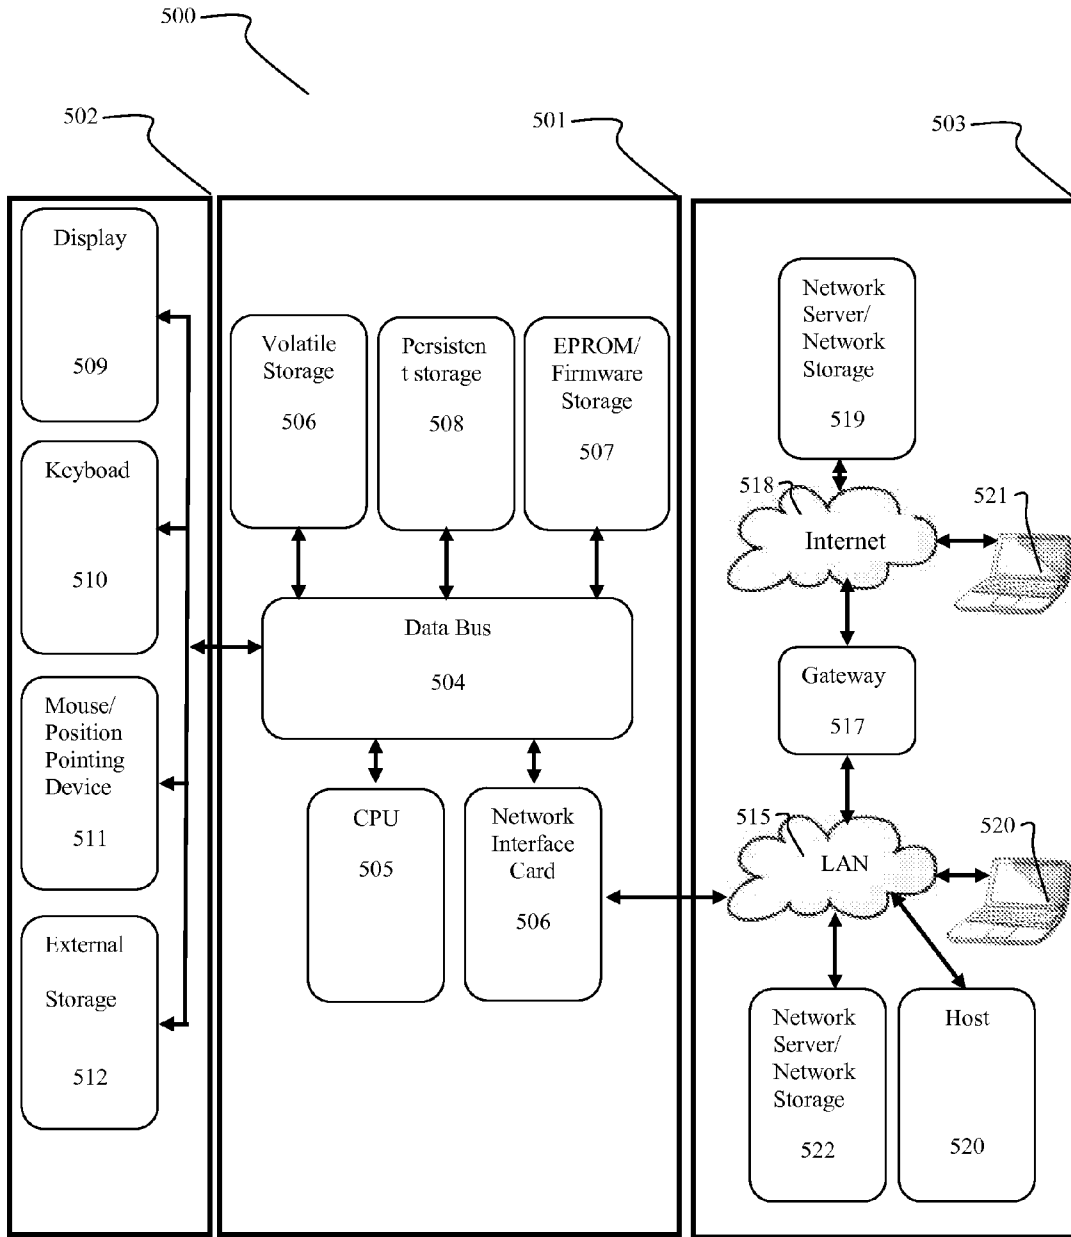 500
502
501
503
Display
509
Keyboad
510
Mouse/
Position
Pointing
Device
511
External
Storage
512
Volatile
Storage
506
Persisten
t storage
508
EPROM/
Firmware
Storage
507
Data Bus
504
CPU
505
Network
Interface
Card
506
Network
Server/
Network
Storage
519
518
Internet
521
Gateway
517
515
LAN
520
Network
Server/
Network
Storage
522
Host
520